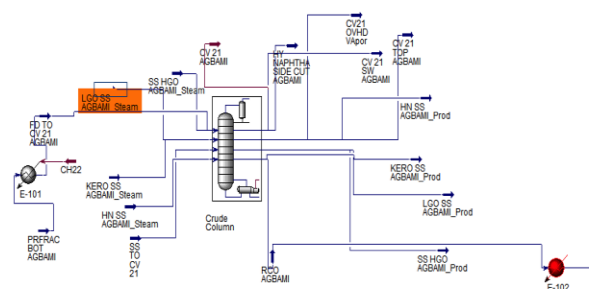 CV 21
AGBAMI
SS HGO
AGBAMI_Steam
LGO SS
AGBAMI_Steam
FD TO
CV 21
AGBAMI
CH22
E-101
PRFRAC
BOT
AGBAMI
KERO SS
AGBAMI_Steam
HN SS
AGBAMI_Steam
SS
TO
CV
21
Crude
Column
HY
NAPHTHA
SIDE CUT
AGBAMI
CV21
OVHD
VApor
CV 21
SW
AGBAMI
CV 21
TOP
AGBAMI
HN SS
AGBAMI_Prod
KERO SS
AGBAMI_Prod
LGO SS
AGBAMI_Prod
SS HGO
AGBAMI_Prod
RCO
AGBAMI
E-102